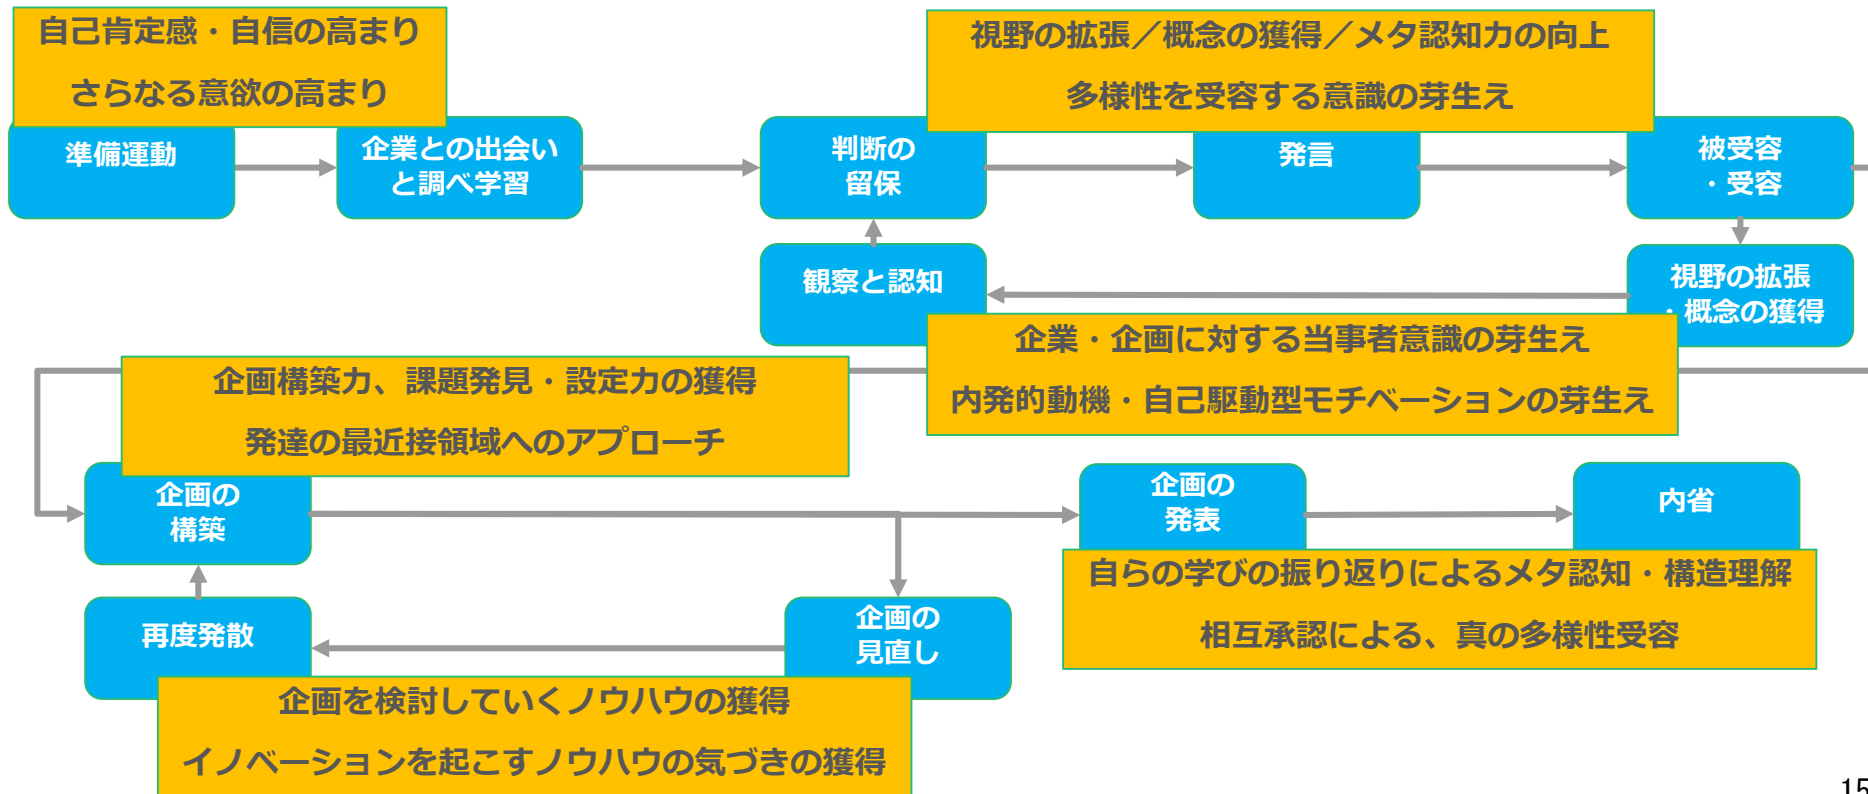 自己肯定感・自信の高まり
さらなる意欲の高まり
視野の拡張／概念の獲得／メタ認知力の向上
多様性を受容する意識の芽生え
準備運動
企業との出会い
と調べ学習
判断の
留保
発言
被受容
・受容
観察と認知
視野の拡張
・概念の獲得
企業・企画に対する当事者意識の芽生え
内発的動機・自己駆動型モチベーションの芽生え
企画構築力、課題発見・設定力の獲得
発達の最近接領域へのアプローチ
企画の
構築
企画の
発表
内省
自らの学びの振り返りによるメタ認知・構造理解
相互承認による、真の多様性受容
再度発散
企画の
見直し
企画を検討していくノウハウの獲得
イノベーションを起こすノウハウの気づきの獲得
15